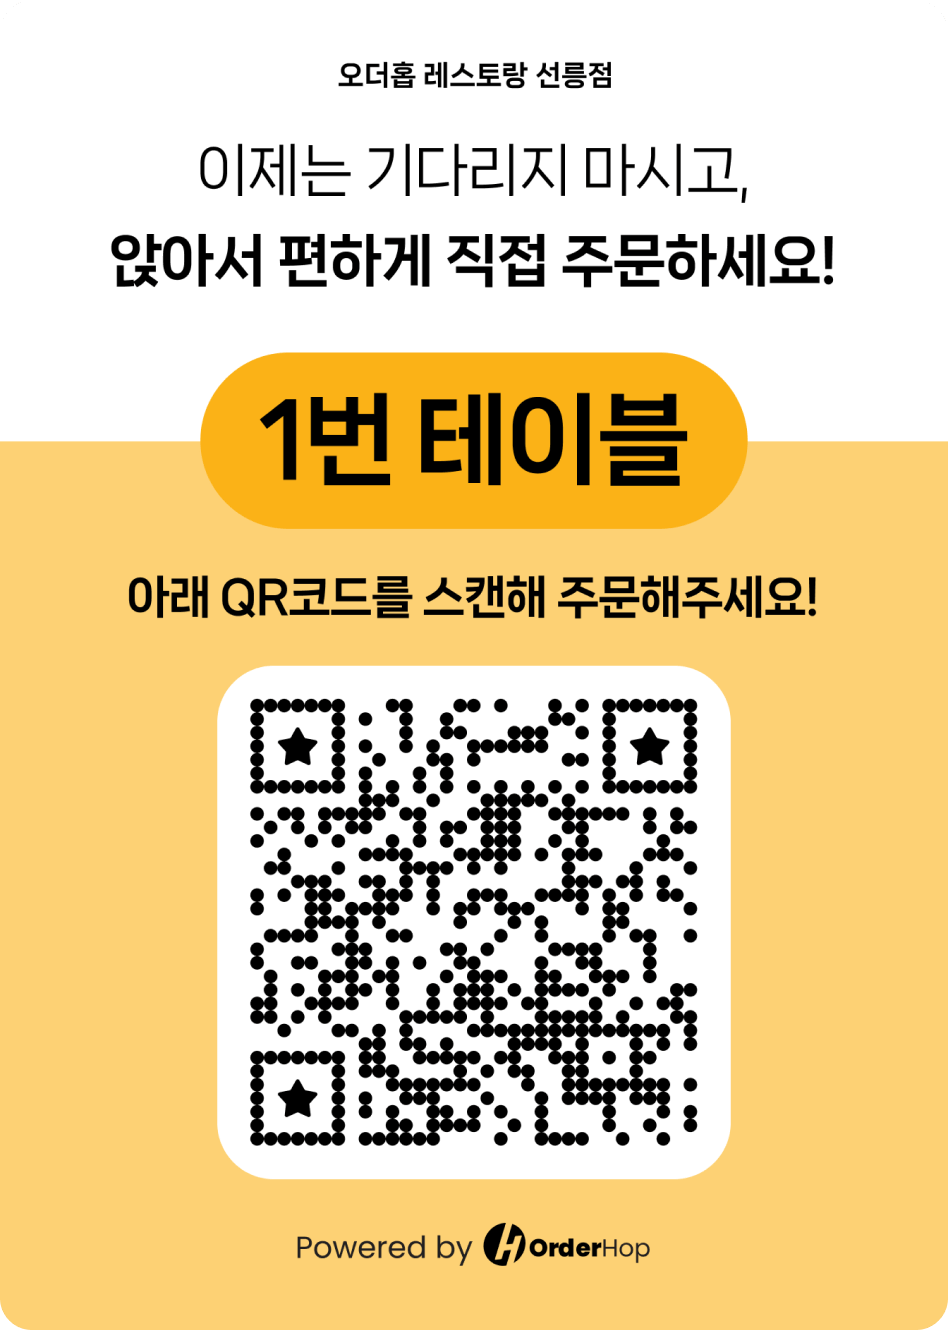 오더홉 레스토랑 선릉점
이제는 기다리지 마시고,
앉아서 편하게 직접 주문하세요!
1번 테이블
아래 QR코드를 스캔해 주문해주세요!
Powered by OrderHop